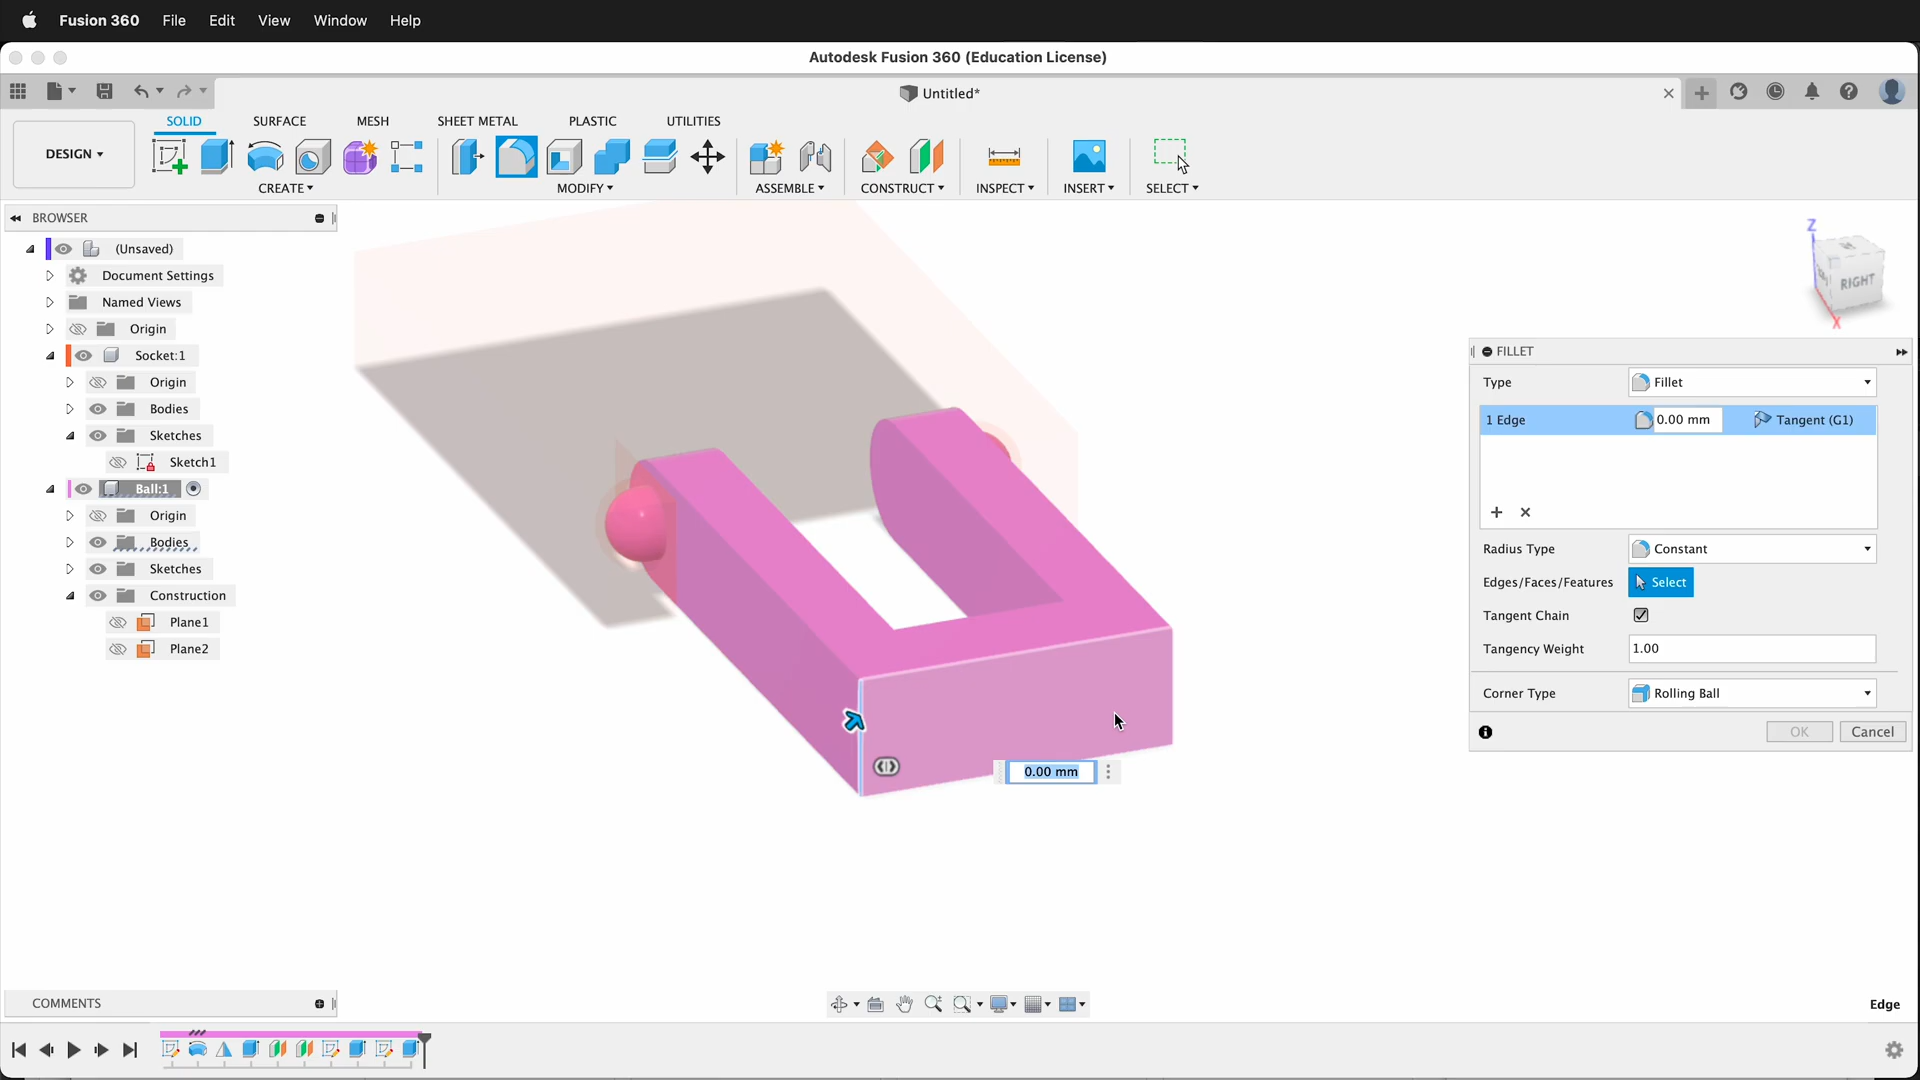 Fusion 360 File Edit View Window Help
Autodesk Fusion 360 (Education License)
Untitled*
SOLID SURFACE MESH SHEET METAL PLASTIC UTILITIES
DESIGN
CREATE MODIFY ASSEMBLE CONSTRUCT INSPECT INSERT SELECT
BROWSER
(Unsaved)
Document Settings
Named Views
Origin
Socket:1
Origin
Bodies
Sketches
Sketch1
Ball:1
Origin
Bodies
Sketches
Construction
Plane1
Plane2
Z
RIGHT
X
FILLET
Type Fillet
1 Edge 0.00 mm Tangent (G1)
Radius Type Constant
Edges/Faces/Features Select
Tangent Chain
Tangency Weight 1.00
Corner Type Rolling Ball
OK Cancel
0.00 mm
COMMENTS
Edge